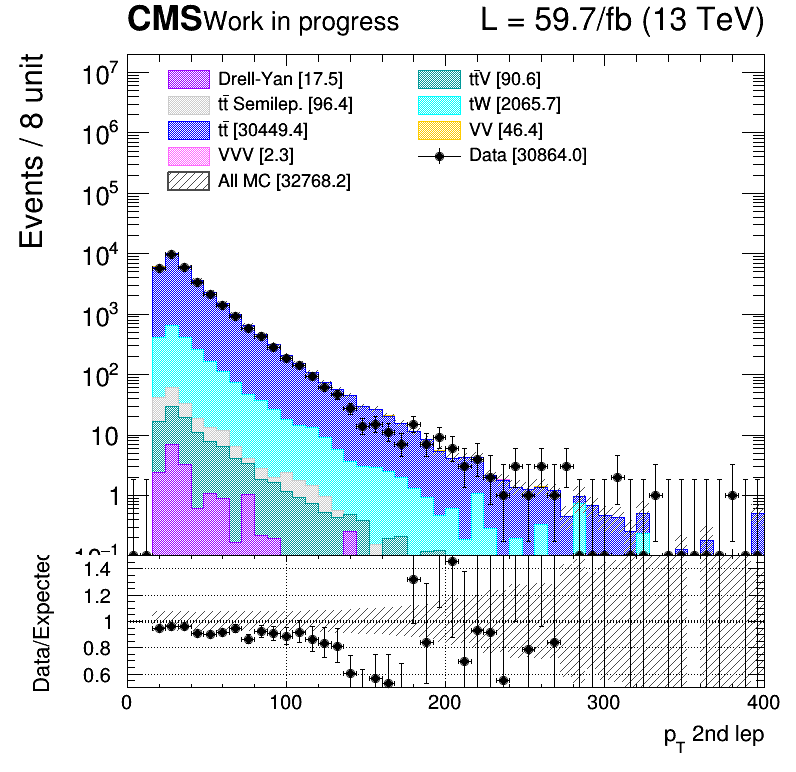 CMS Work in progress L = 59.7/fb (13 TeV)
Events / 8 unit
Drell-Yan [17.5] tt̄V [90.6]
tt̄ Semilep. [96.4] tW [2065.7]
tt̄ [30449.4] VV [46.4]
VVV [2.3] Data [30864.0]
All MC [32768.2]
10⁷
10⁶
10⁵
10⁴
10³
10²
10
1
10⁻¹
Data/Expected
1.4
1.2
1
0.8
0.6
0 100 200 300 400
p_T 2nd lep